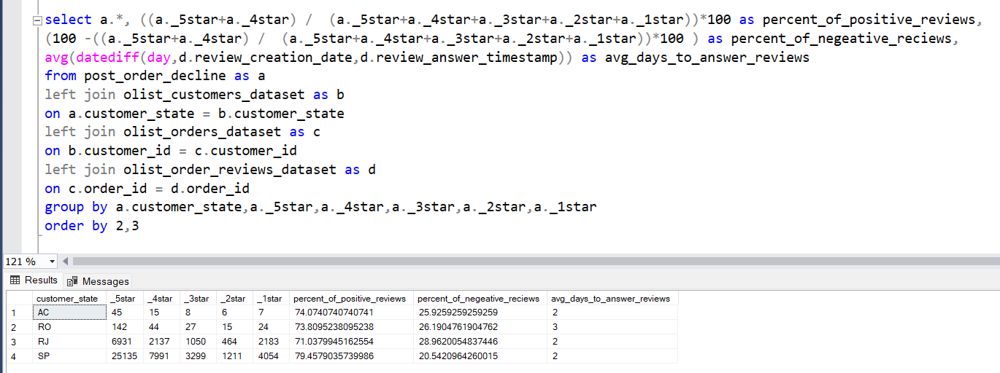 select a.*, ((a._5star+a._4star) / (a._5star+a._4star+a._3star+a._2star+a._1star))*100 as percent_of_positive_reviews,
(100 -((a._5star+a._4star) / (a._5star+a._4star+a._3star+a._2star+a._1star))*100 ) as percent_of_negeative_reciews,
avg(datediff(day,d.review_creation_date,d.review_answer_timestamp)) as avg_days_to_answer_reviews
from post_order_decline as a
left join olist_customers_dataset as b
on a.customer_state = b.customer_state
left join olist_orders_dataset as c
on b.customer_id = c.customer_id
left join olist_order_reviews_dataset as d
on c.order_id = d.order_id
group by a.customer_state,a._5star,a._4star,a._3star,a._2star,a._1star
order by 2,3
121 %
Results Messages
customer_state _5star _4star _3star _2star _1star percent_of_positive_reviews percent_of_negeative_reciews avg_days_to_answer_reviews
1 AC 45 15 8 6 7 74.0740740740741 25.9259259259259 2
2 RO 142 44 27 15 24 73.8095238095238 26.1904761904762 3
3 RJ 6931 2137 1050 464 2183 71.0379945162554 28.9620054837446 2
4 SP 25135 7991 3299 1211 4054 79.4579035739986 20.5420964260015 2